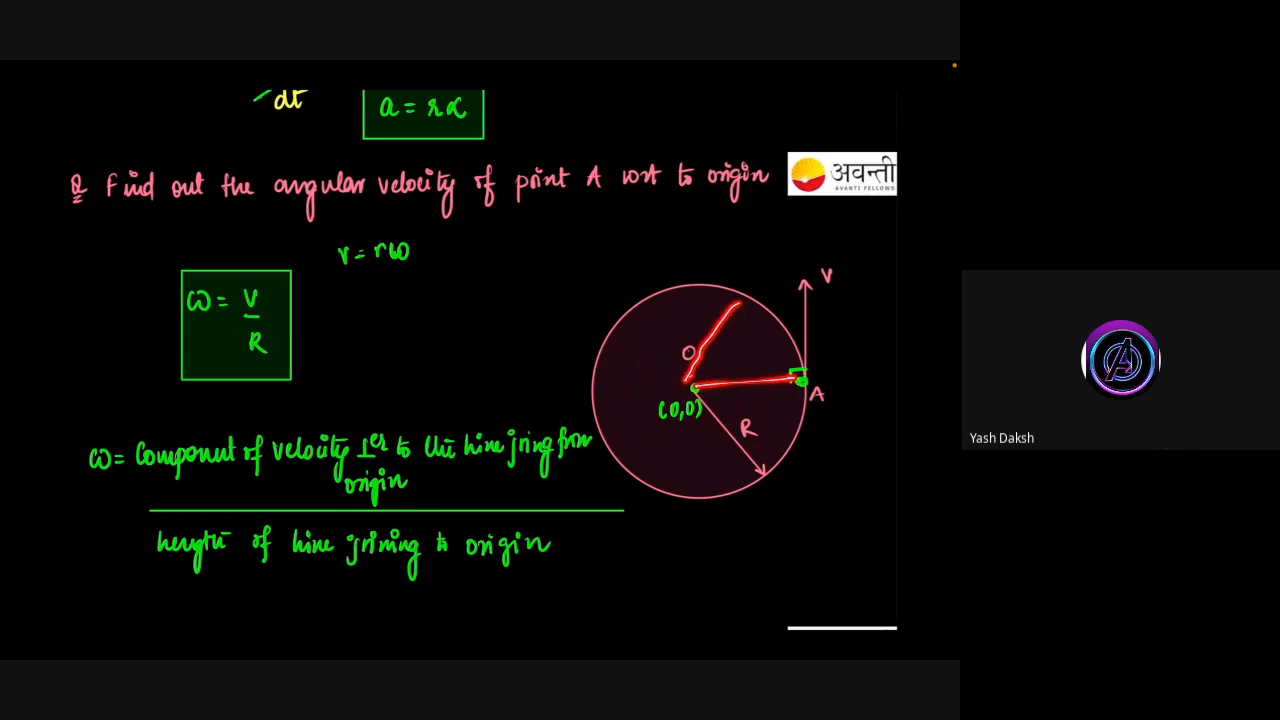 dt
a = rα
Q Find out the angular velocity of point A wrt to origin
अवन्ती
AVANTI FELLOWS
v = rω
ω = V
R
V
O
A
(0,0)
R
ω = Component of velocity ⊥er to the line jring from
origin
length of line joining to origin
Yash Daksh